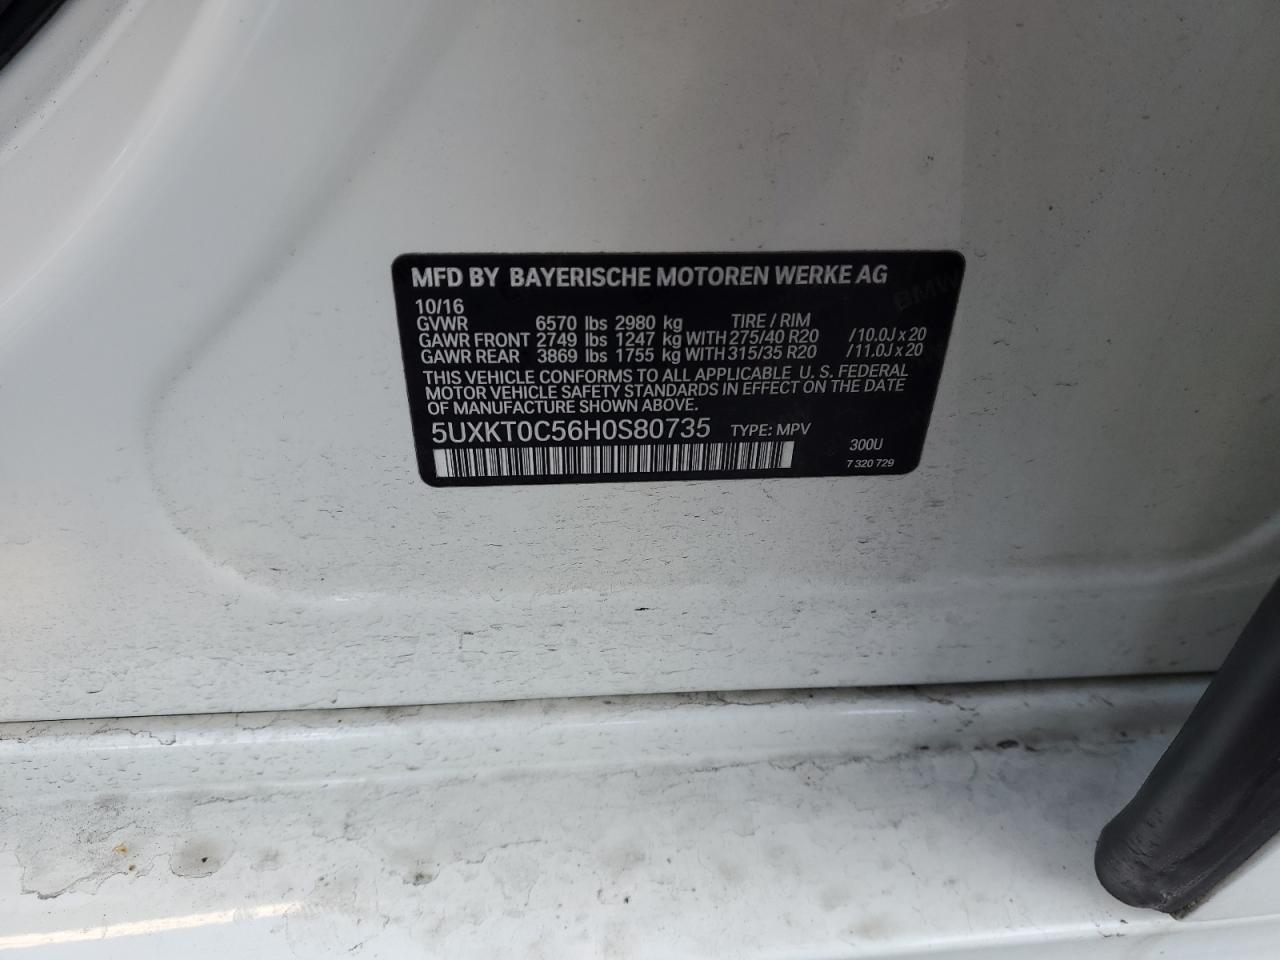 MFD BY BAYERISCHE MOTOREN WERKE AG
10/16
GVWR 6570 lbs 2980 kg TIRE / RIM
GAWR FRONT 2749 lbs 1247 kg WITH 275/40 R20 /10.0J x 20
GAWR REAR 3869 lbs 1755 kg WITH 315/35 R20 /11.0J x 20
THIS VEHICLE CONFORMS TO ALL APPLICABLE U. S. FEDERAL
MOTOR VEHICLE SAFETY STANDARDS IN EFFECT ON THE DATE
OF MANUFACTURE SHOWN ABOVE.
5UXKT0C56H0S80735 TYPE: MPV
300U
7 320 729
BMW